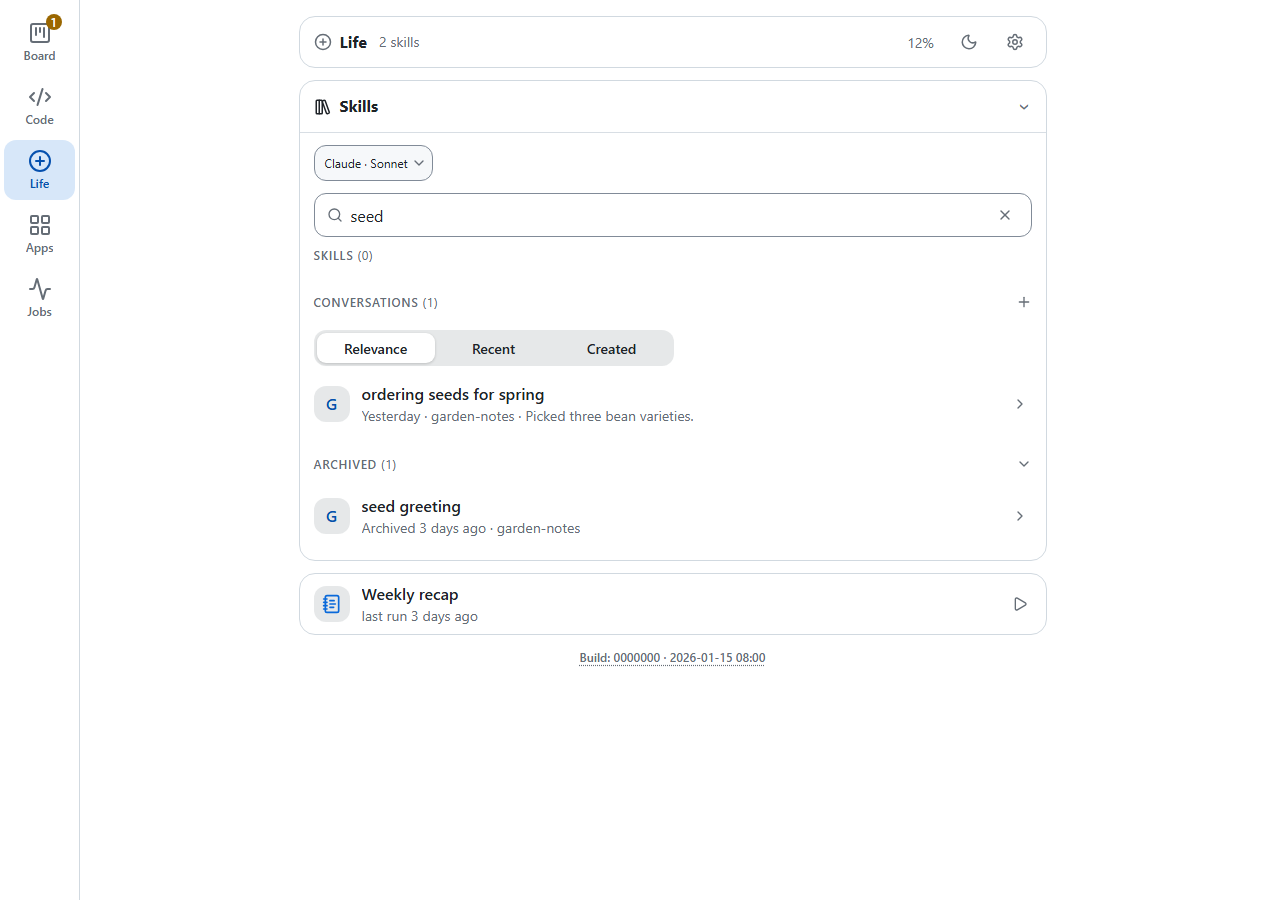 1
Board
Code
Life
Apps
Jobs
Life 2 skills 12%
Skills
Claude · Sonnet
seed
SKILLS (0)
CONVERSATIONS (1)
Relevance Recent Created
G
ordering seeds for spring
Yesterday · garden-notes · Picked three bean varieties.
ARCHIVED (1)
G
seed greeting
Archived 3 days ago · garden-notes
Weekly recap
last run 3 days ago
Build: 0000000 · 2026-01-15 08:00